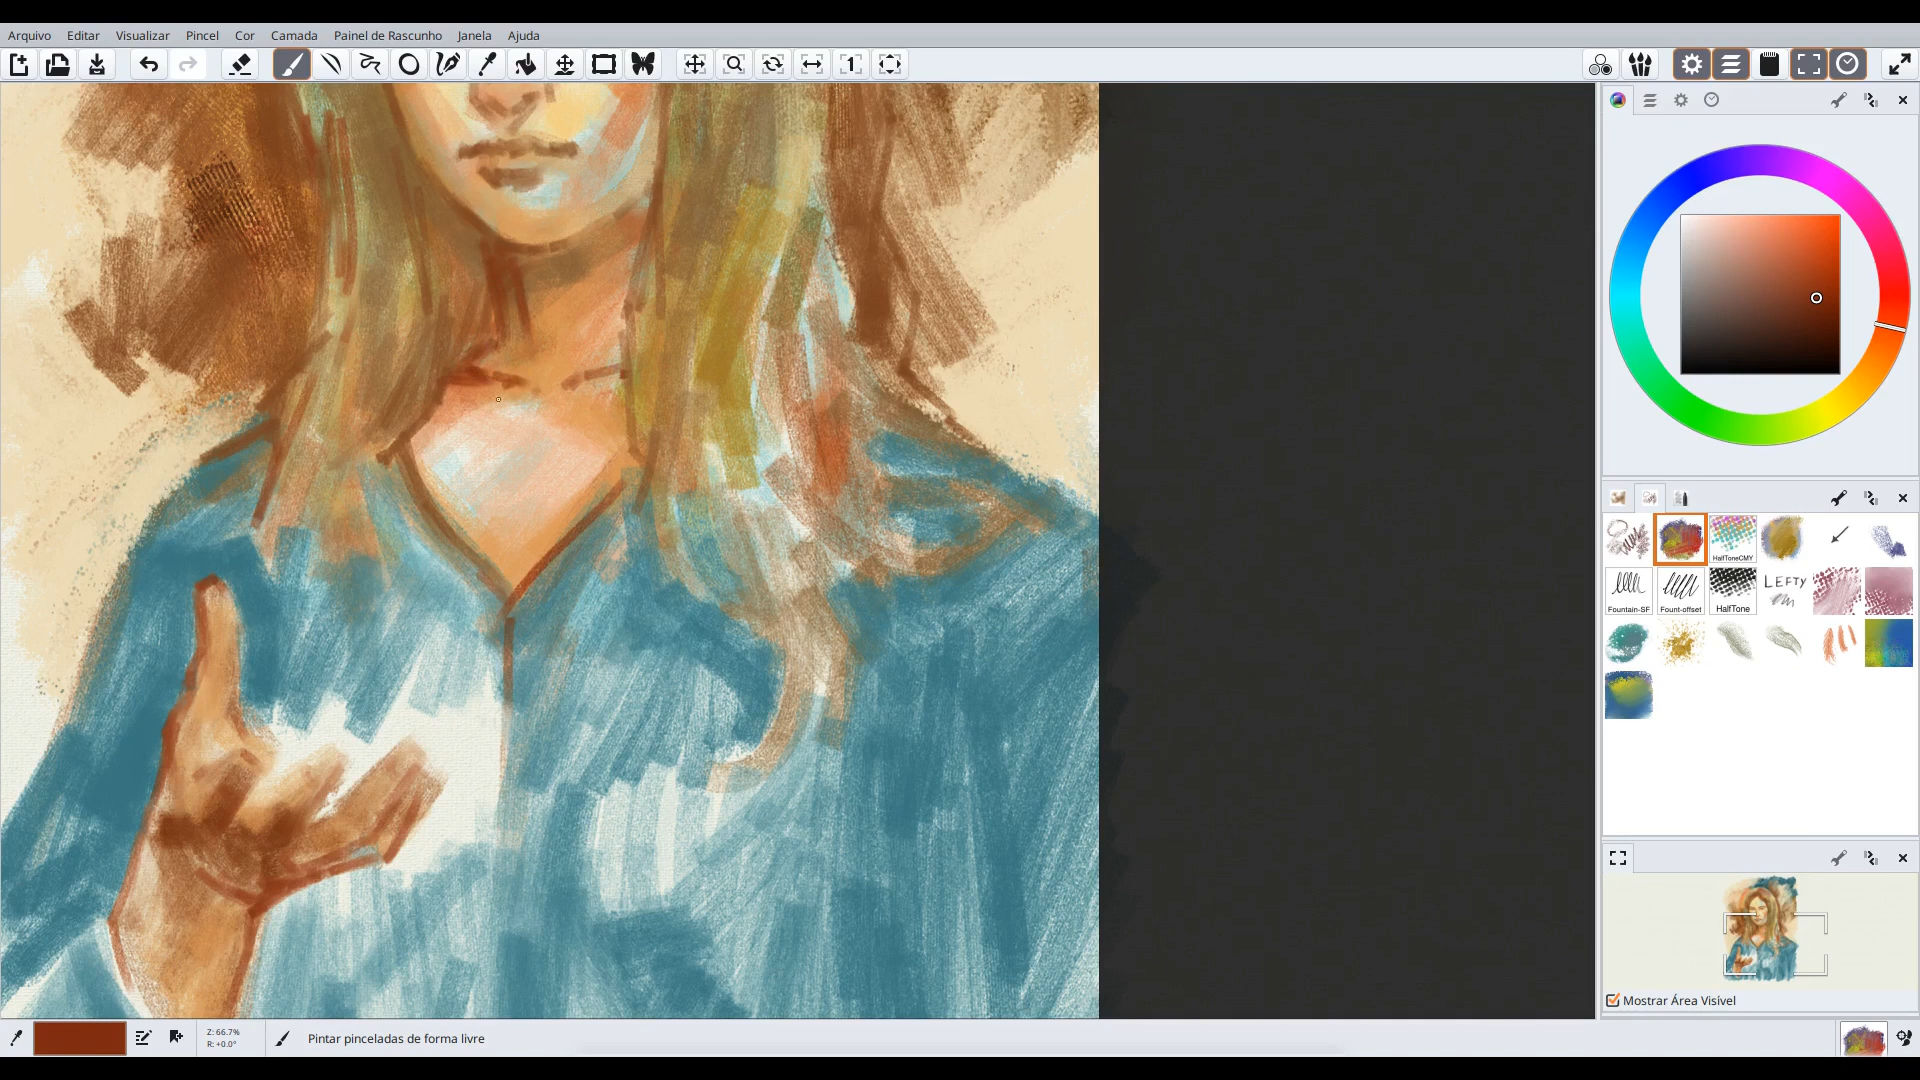 Arquivo Editar Visualizar Pincel Cor Camada Painel de Rascunho Janela Ajuda
1
HalfToneCMY
Fountain-SF Fount-offset HalfTone LEFTY
Mostrar Área Visível
Z: 66.7%
R: +0.0°
Pintar pinceladas de forma livre